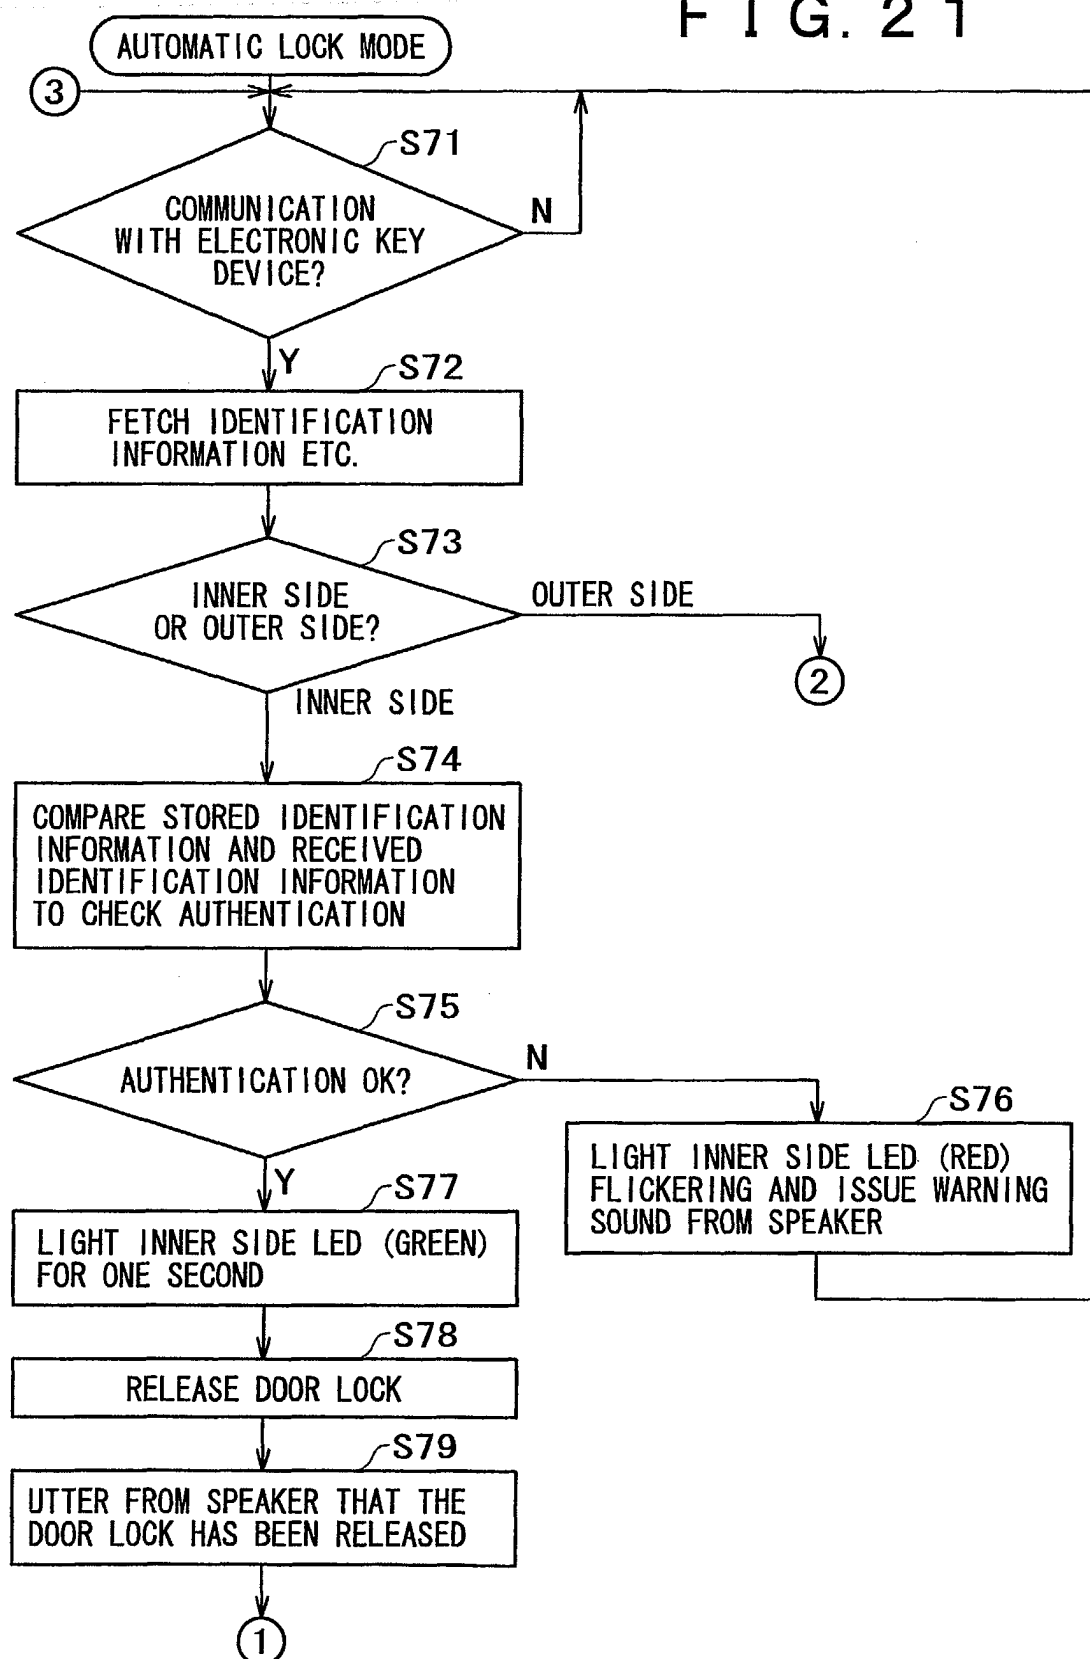 FIG. 21
AUTOMATIC LOCK MODE
3
S71
COMMUNICATION
WITH ELECTRONIC KEY
DEVICE?
N
Y
S72
FETCH IDENTIFICATION
INFORMATION ETC.
S73
INNER SIDE
OR OUTER SIDE?
OUTER SIDE
2
INNER SIDE
S74
COMPARE STORED IDENTIFICATION
INFORMATION AND RECEIVED
IDENTIFICATION INFORMATION
TO CHECK AUTHENTICATION
S75
AUTHENTICATION OK?
N
S76
LIGHT INNER SIDE LED (RED)
FLICKERING AND ISSUE WARNING
SOUND FROM SPEAKER
Y
S77
LIGHT INNER SIDE LED (GREEN)
FOR ONE SECOND
S78
RELEASE DOOR LOCK
S79
UTTER FROM SPEAKER THAT THE
DOOR LOCK HAS BEEN RELEASED
1